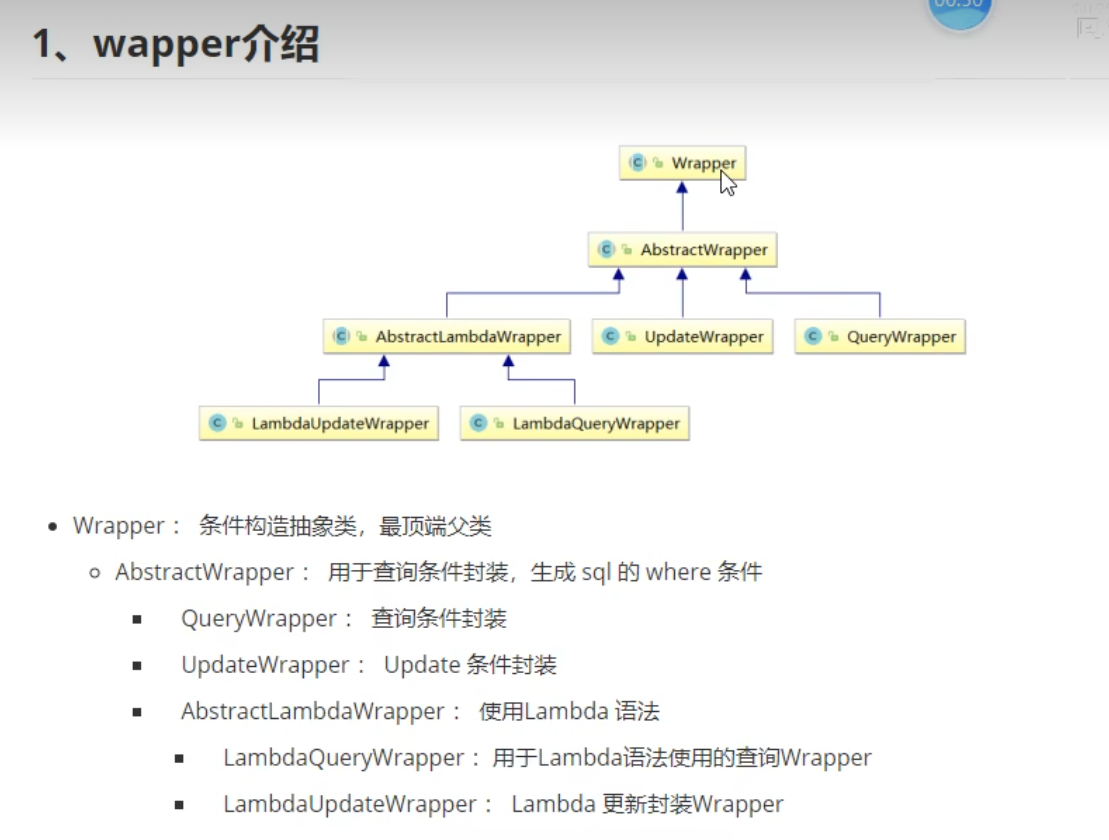 00:30
1、wapper介绍
Wrapper
AbstractWrapper
AbstractLambdaWrapper UpdateWrapper QueryWrapper
LambdaUpdateWrapper LambdaQueryWrapper
Wrapper： 条件构造抽象类，最顶端父类
AbstractWrapper： 用于查询条件封装，生成 sql 的 where 条件
QueryWrapper： 查询条件封装
UpdateWrapper： Update 条件封装
AbstractLambdaWrapper： 使用Lambda 语法
LambdaQueryWrapper：用于Lambda语法使用的查询Wrapper
LambdaUpdateWrapper： Lambda 更新封装Wrapper